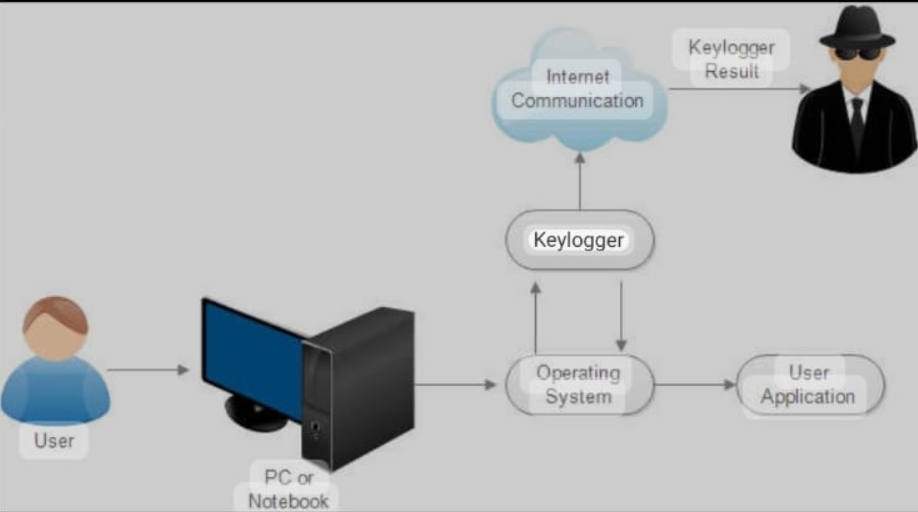 Keylogger
Result
Internet
Communication
Keylogger
Operating
System
User
Application
User
PC or
Notebook